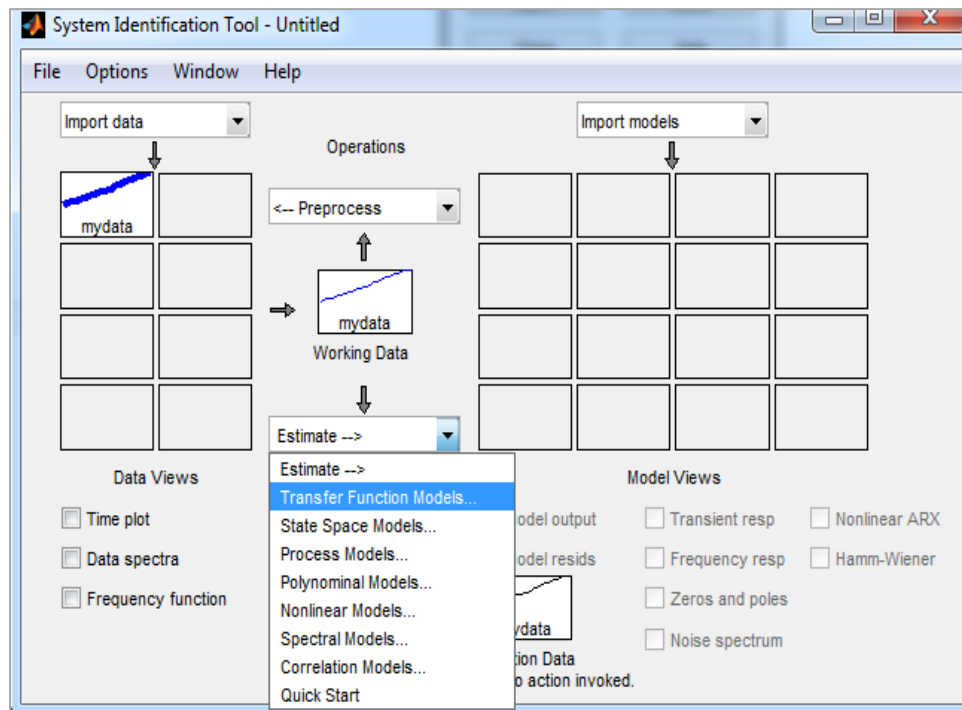 System Identification Tool - Untitled
File Options Window Help
Import data
Import models
Operations
<-- Preprocess
mydata
mydata
Working Data
Estimate -->
Estimate -->
Transfer Function Models...
State Space Models...
Process Models...
Polynominal Models...
Nonlinear Models...
Spectral Models...
Correlation Models...
Quick Start
Data Views
Time plot
Data spectra
Frequency function
Model Views
odel output
Transient resp
Nonlinear ARX
odel resids
Frequency resp
Hamm-Wiener
Zeros and poles
Noise spectrum
ydata
tion Data
o action invoked.